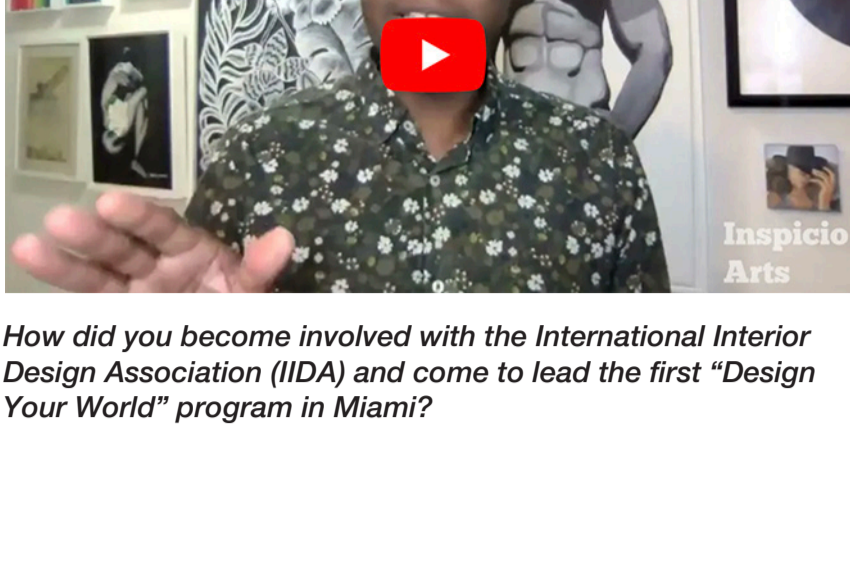 Inspicio
Arts
How did you become involved with the International Interior
Design Association (IIDA) and come to lead the first “Design
Your World” program in Miami?